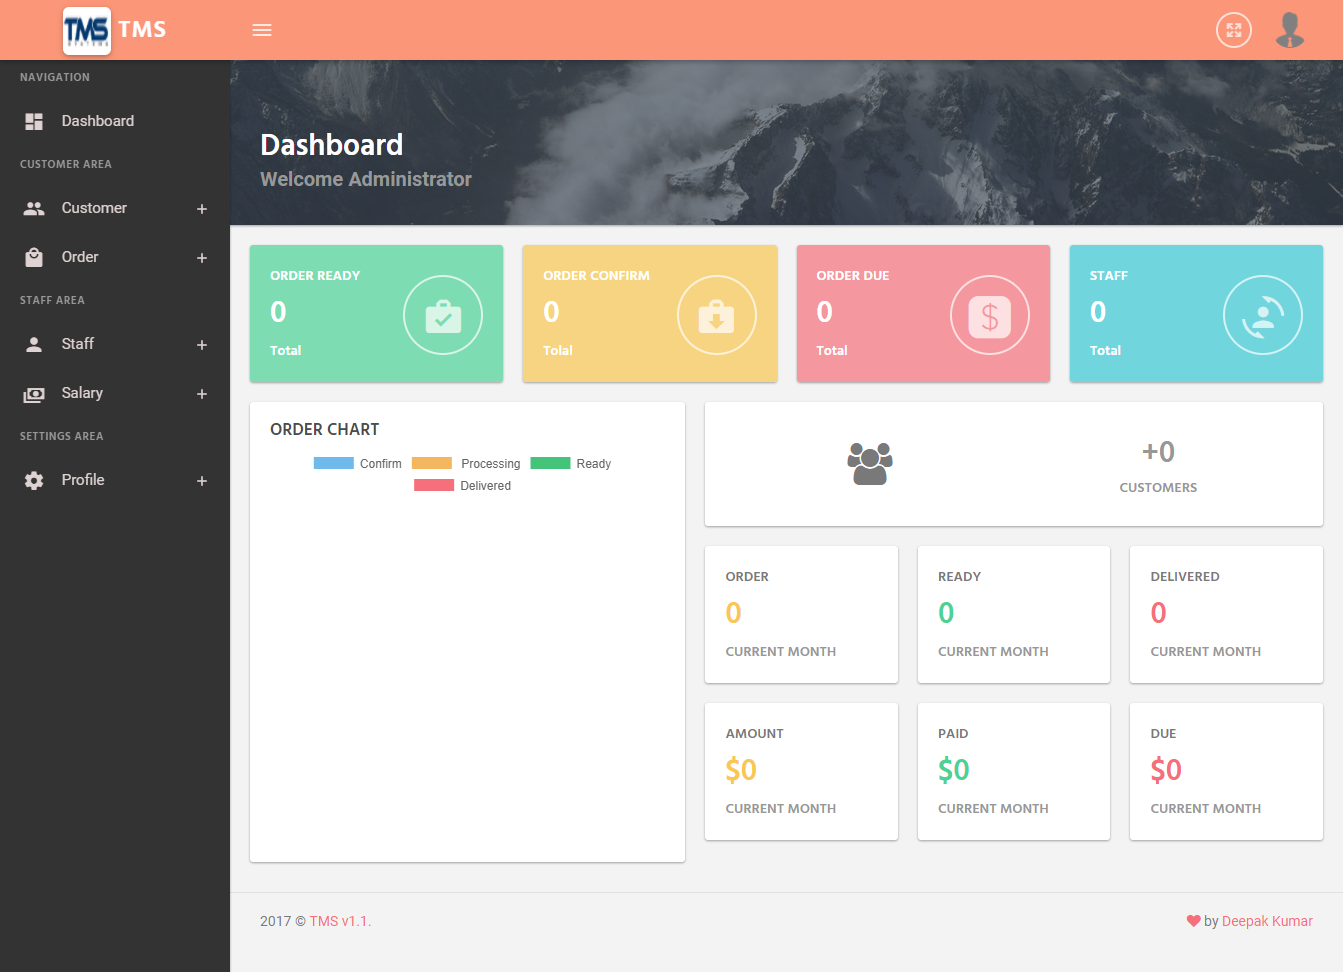 TMS
SYSTEMS
TMS
NAVIGATION
Dashboard
CUSTOMER AREA
Customer
Order
STAFF AREA
Staff
Salary
SETTINGS AREA
Profile
Dashboard
Welcome Administrator
ORDER READY
0
Total
ORDER CONFIRM
0
Tolal
ORDER DUE
0
$
Total
STAFF
0
Total
ORDER CHART
Confirm Processing Ready
Delivered
+0
CUSTOMERS
ORDER
0
CURRENT MONTH
READY
0
CURRENT MONTH
DELIVERED
0
CURRENT MONTH
AMOUNT
$0
CURRENT MONTH
PAID
$0
CURRENT MONTH
DUE
$0
CURRENT MONTH
2017 © TMS v1.1.
by Deepak Kumar